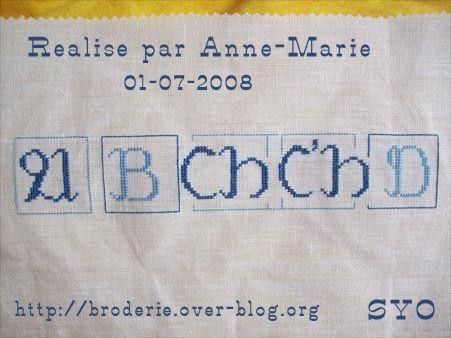 Realise par Anne-Marie
01-07-2008
A B Ch C'h D
http://broderie.over-blog.org SYO